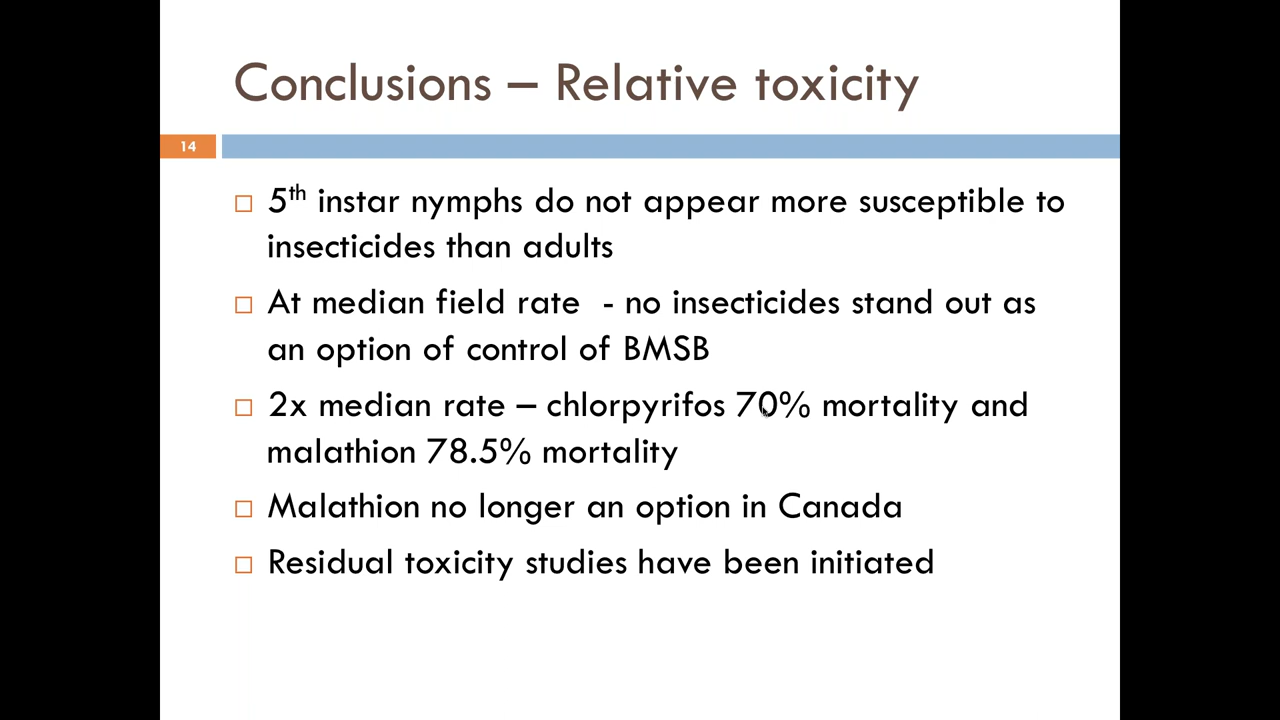 Conclusions – Relative toxicity
14
5th instar nymphs do not appear more susceptible to
insecticides than adults
At median field rate  - no insecticides stand out as
an option of control of BMSB
2x median rate – chlorpyrifos 70% mortality and
malathion 78.5% mortality
Malathion no longer an option in Canada
Residual toxicity studies have been initiated